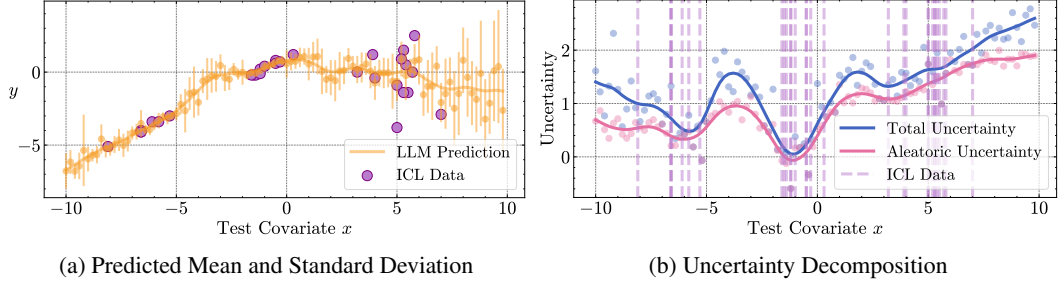 0
−5
y
−10
−5
0
5
10
Test Covariate x
LLM Prediction
ICL Data
(a) Predicted Mean and Standard Deviation
2
1
0
Uncertainty
−10
−5
0
5
10
Test Covariate x
Total Uncertainty
Aleatoric Uncertainty
ICL Data
(b) Uncertainty Decomposition